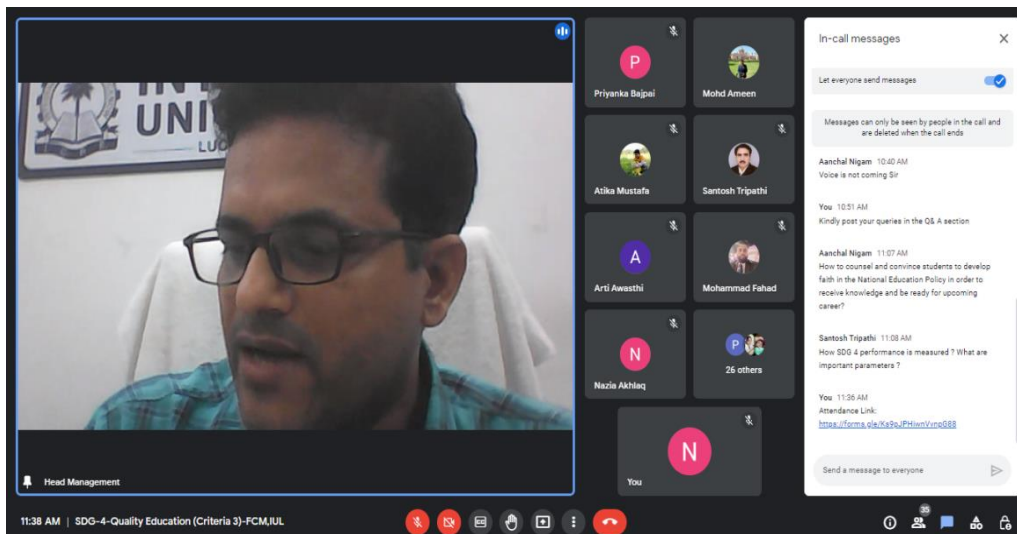 UNI
LUC
Head Management
P
Priyanka Bajpai
Mohd Ameen
Atika Mustafa
Santosh Tripathi
A
Arti Awasthi
Mohammad Fahad
N
Nazia Akhlaq
P
26 others
N
You
In-call messages
Let everyone send messages
Messages can only be seen by people in the call and
are deleted when the call ends
Aanchal Nigam 10:40 AM
Voice is not coming Sir
You 10:51 AM
Kindly post your queries in the Q& A section
Aanchal Nigam 11:07 AM
How to counsel and convince students to develop
faith in the National Education Policy in order to
receive knowledge and be ready for upcoming
career?
Santosh Tripathi 11:08 AM
How SDG 4 performance is measured ? What are
important parameters ?
You 11:36 AM
Attendance Link:
Send a message to everyone
11:38 AM | SDG-4-Quality Education (Criteria 3)-FCM,IUL
35